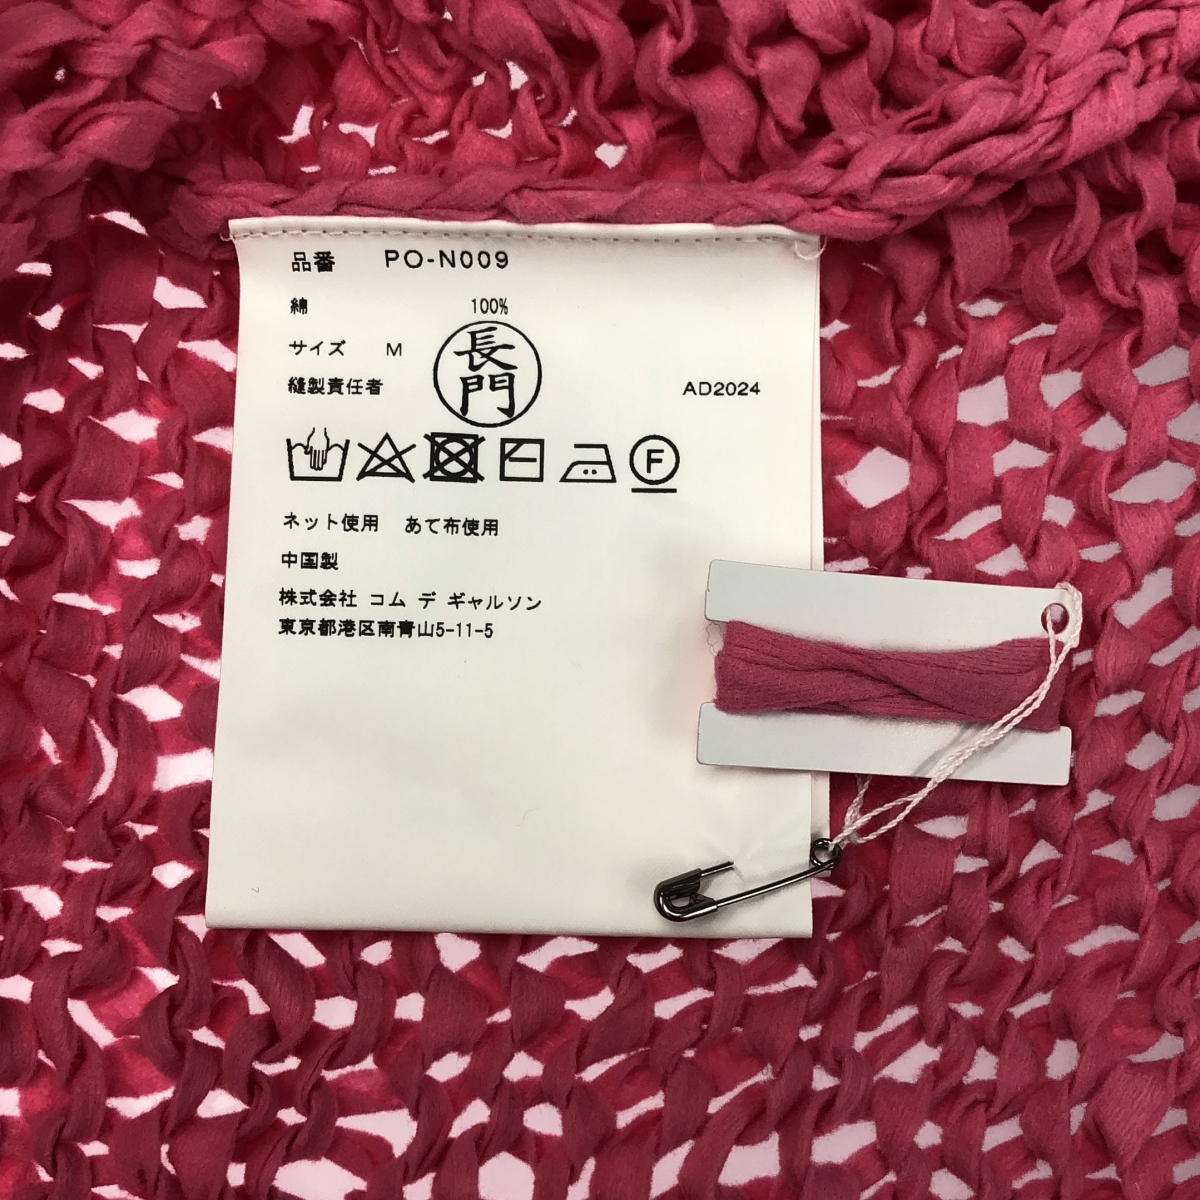 品番 PO-N009
綿 100%
サイズ M
縫製責任者 長門 AD2024
F
ネット使用 あて布使用
中国製
株式会社 コム デ ギャルソン
東京都港区南青山5-11-5